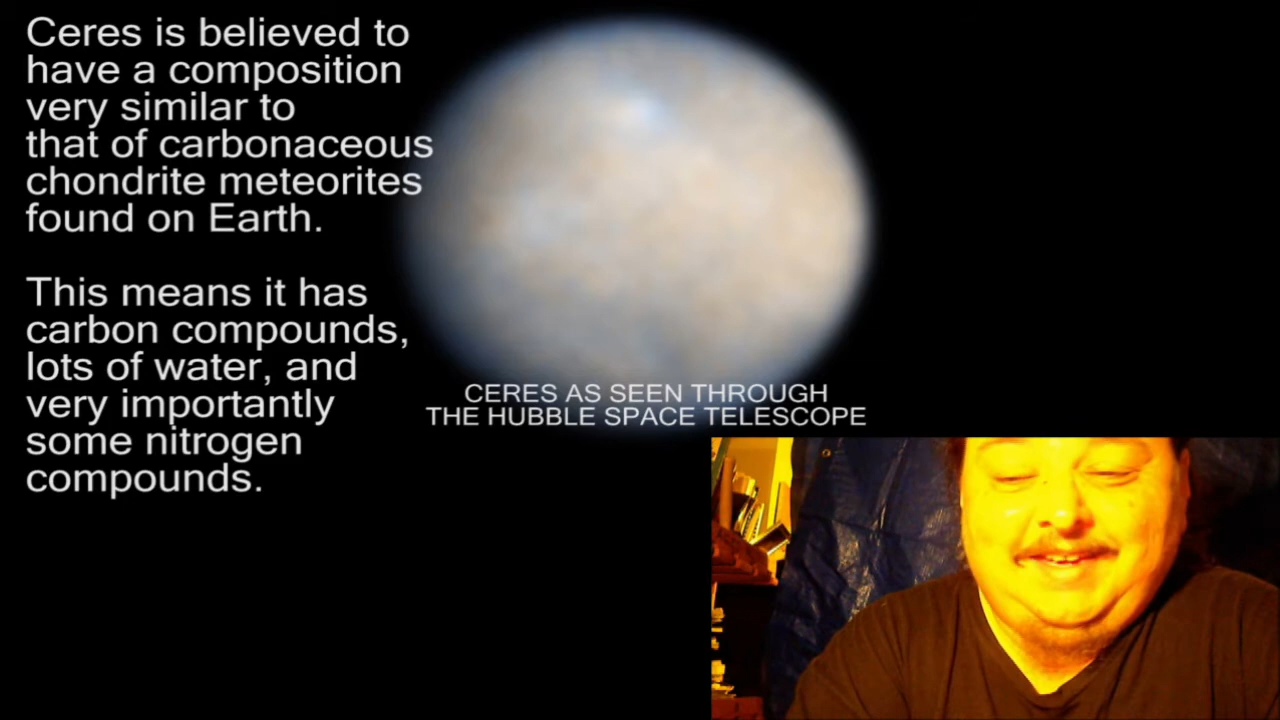 Ceres is believed to
have a composition
very similar to
that of carbonaceous
chondrite meteorites
found on Earth.
This means it has
carbon compounds,
lots of water, and
very importantly
some nitrogen
compounds.
CERES AS SEEN THROUGH
THE HUBBLE SPACE TELESCOPE